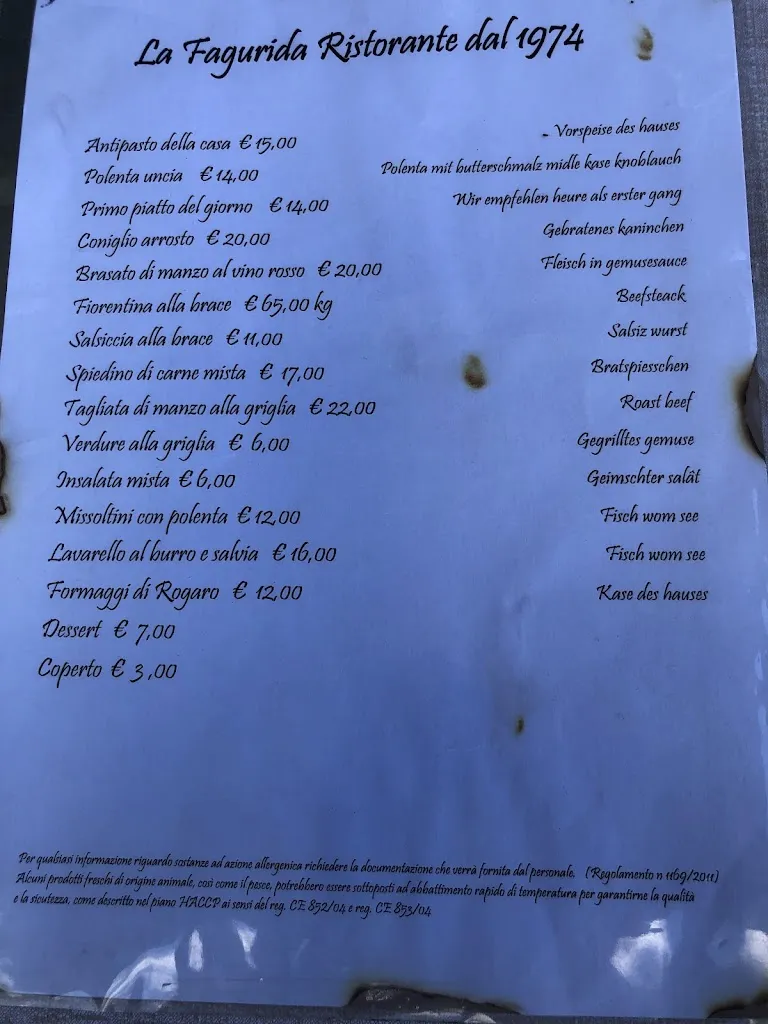 La Fagurida Ristorante dal 1974
Antipasto della casa € 15,00 - Vorspeise des hauses
Polenta uncia € 14,00 Polenta mit butterschmalz midle kase knoblauch
Primo piatto del giorno € 14,00 Wir empfehlen heure als erster gang
Coniglio arrosto € 20,00 Gebratenes kaninchen
Brasato di manzo al vino rosso € 20,00 Fleisch in gemusesauce
Fiorentina alla brace € 65,00 kg Beefsteack
Salsiccia alla brace € 11,00 Salsiz wurst
Spiedino di carne mista € 17,00 Bratspiesschen
Tagliata di manzo alla griglia € 22,00 Roast beef
Verdure alla griglia € 6,00 Gegrilltes gemuse
Insalata mista € 6,00 Geimschter salât
Missoltini con polenta € 12,00 Fisch wom see
Lavarello al burro e salvia € 16,00 Fisch wom see
Formaggi di Rogaro € 12,00 Kase des hauses
Dessert € 7,00
Coperto € 3,00
Per qualsiasi informazione riguardo sostanze ad azione allergenica richiedere la documentazione che verrà fornita dal personale. (Regolamento n 1169/2011)
Alcuni prodotti freschi di origine animale, così come il pesce, potrebbero essere sottoposti ad abbattimento rapido di temperatura per garantirne la qualità
e la sicutezza, come descritto nel piano HACCP ai sensi del reg. CE 852/04 e reg. CE 853/04